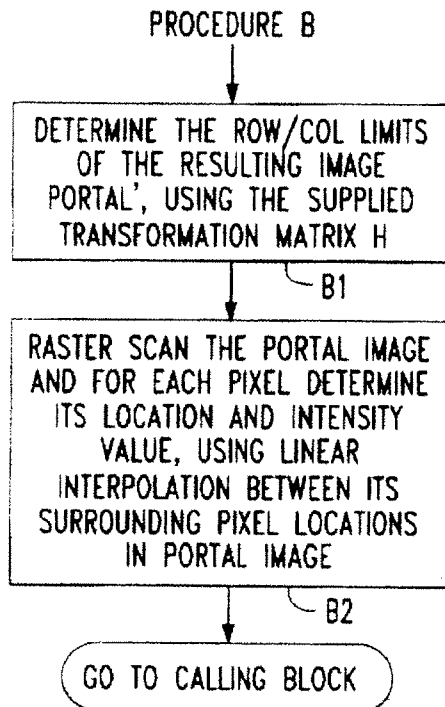 PROCEDURE B
DETERMINE THE ROW/COL LIMITS
OF THE RESULTING IMAGE
PORTAL', USING THE SUPPLIED
TRANSFORMATION MATRIX H
B1
RASTER SCAN THE PORTAL IMAGE
AND FOR EACH PIXEL DETERMINE
ITS LOCATION AND INTENSITY
VALUE, USING LINEAR
INTERPOLATION BETWEEN ITS
SURROUNDING PIXEL LOCATIONS
IN PORTAL IMAGE
B2
GO TO CALLING BLOCK